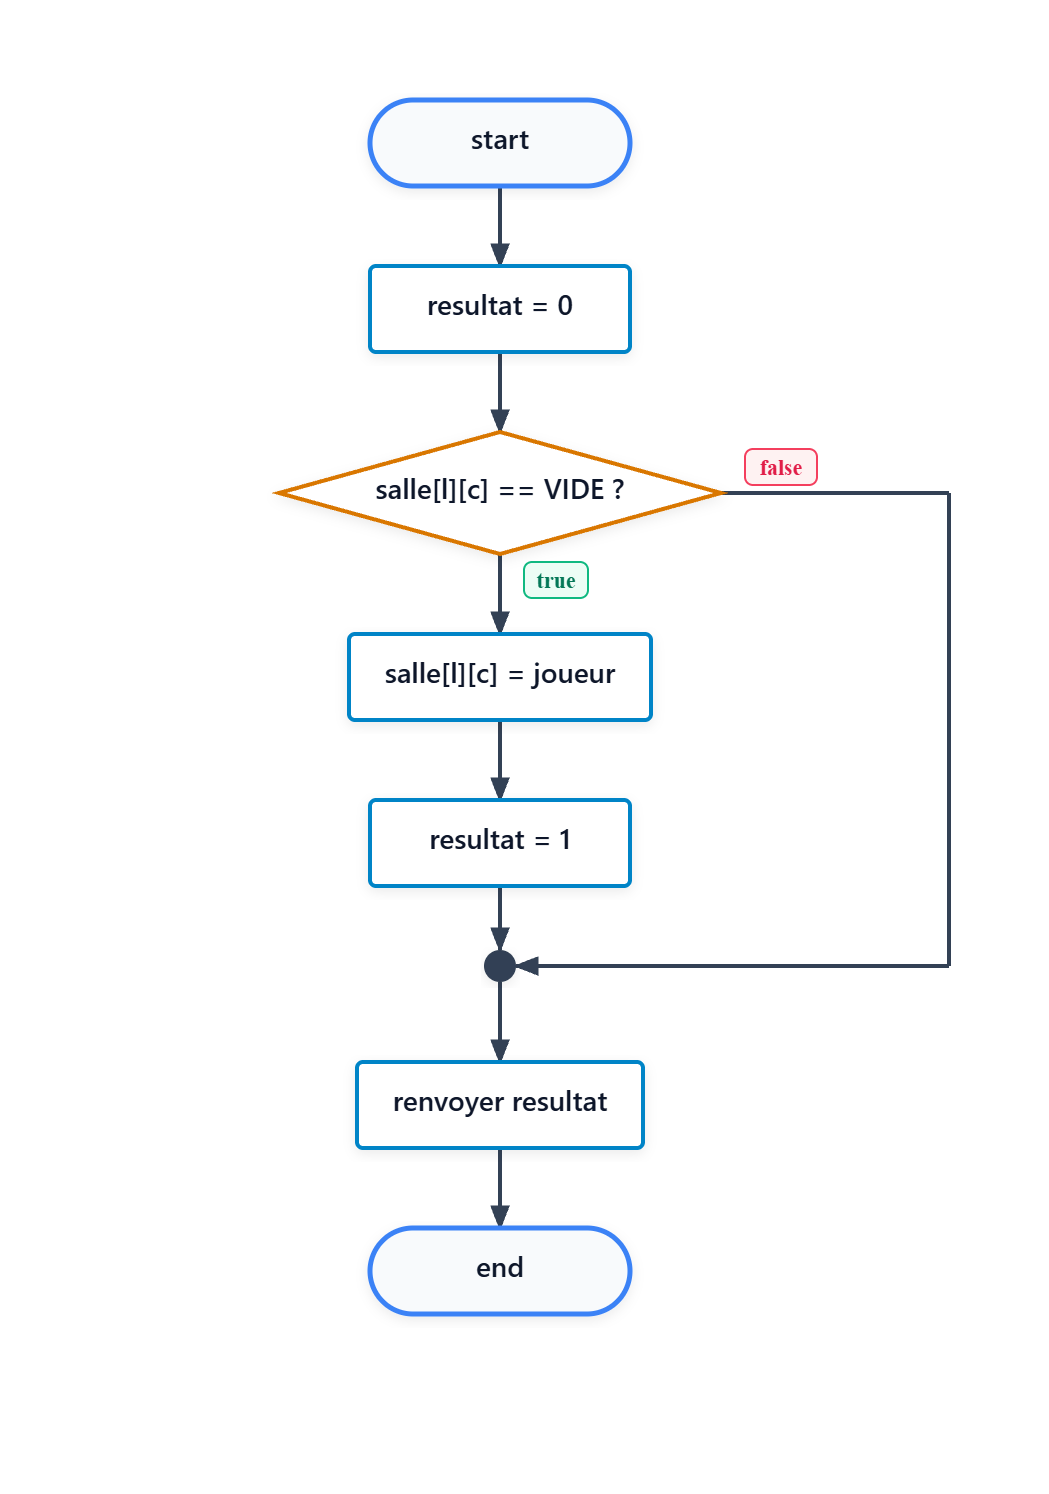 start
resultat = 0
salle[l][c] == VIDE ?
false
true
salle[l][c] = joueur
resultat = 1
renvoyer resultat
end